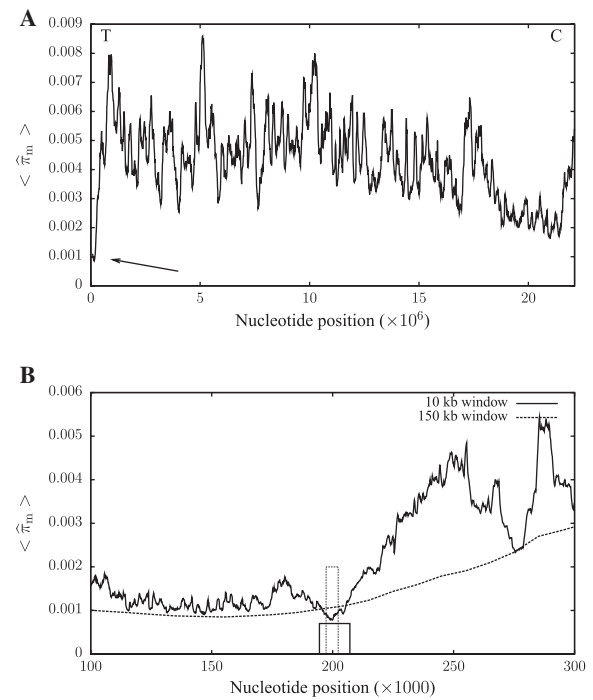 A
0.009
T
C
0.008
0.007
0.006
0.005
0.004
0.003
0.002
0.001
0
< π̂m >
0
5
10
15
20
Nucleotide position (×10⁶)
B
0.006
10 kb window
150 kb window
0.005
0.004
0.003
0.002
0.001
0
< π̂m >
100
150
200
250
300
Nucleotide position (×1000)